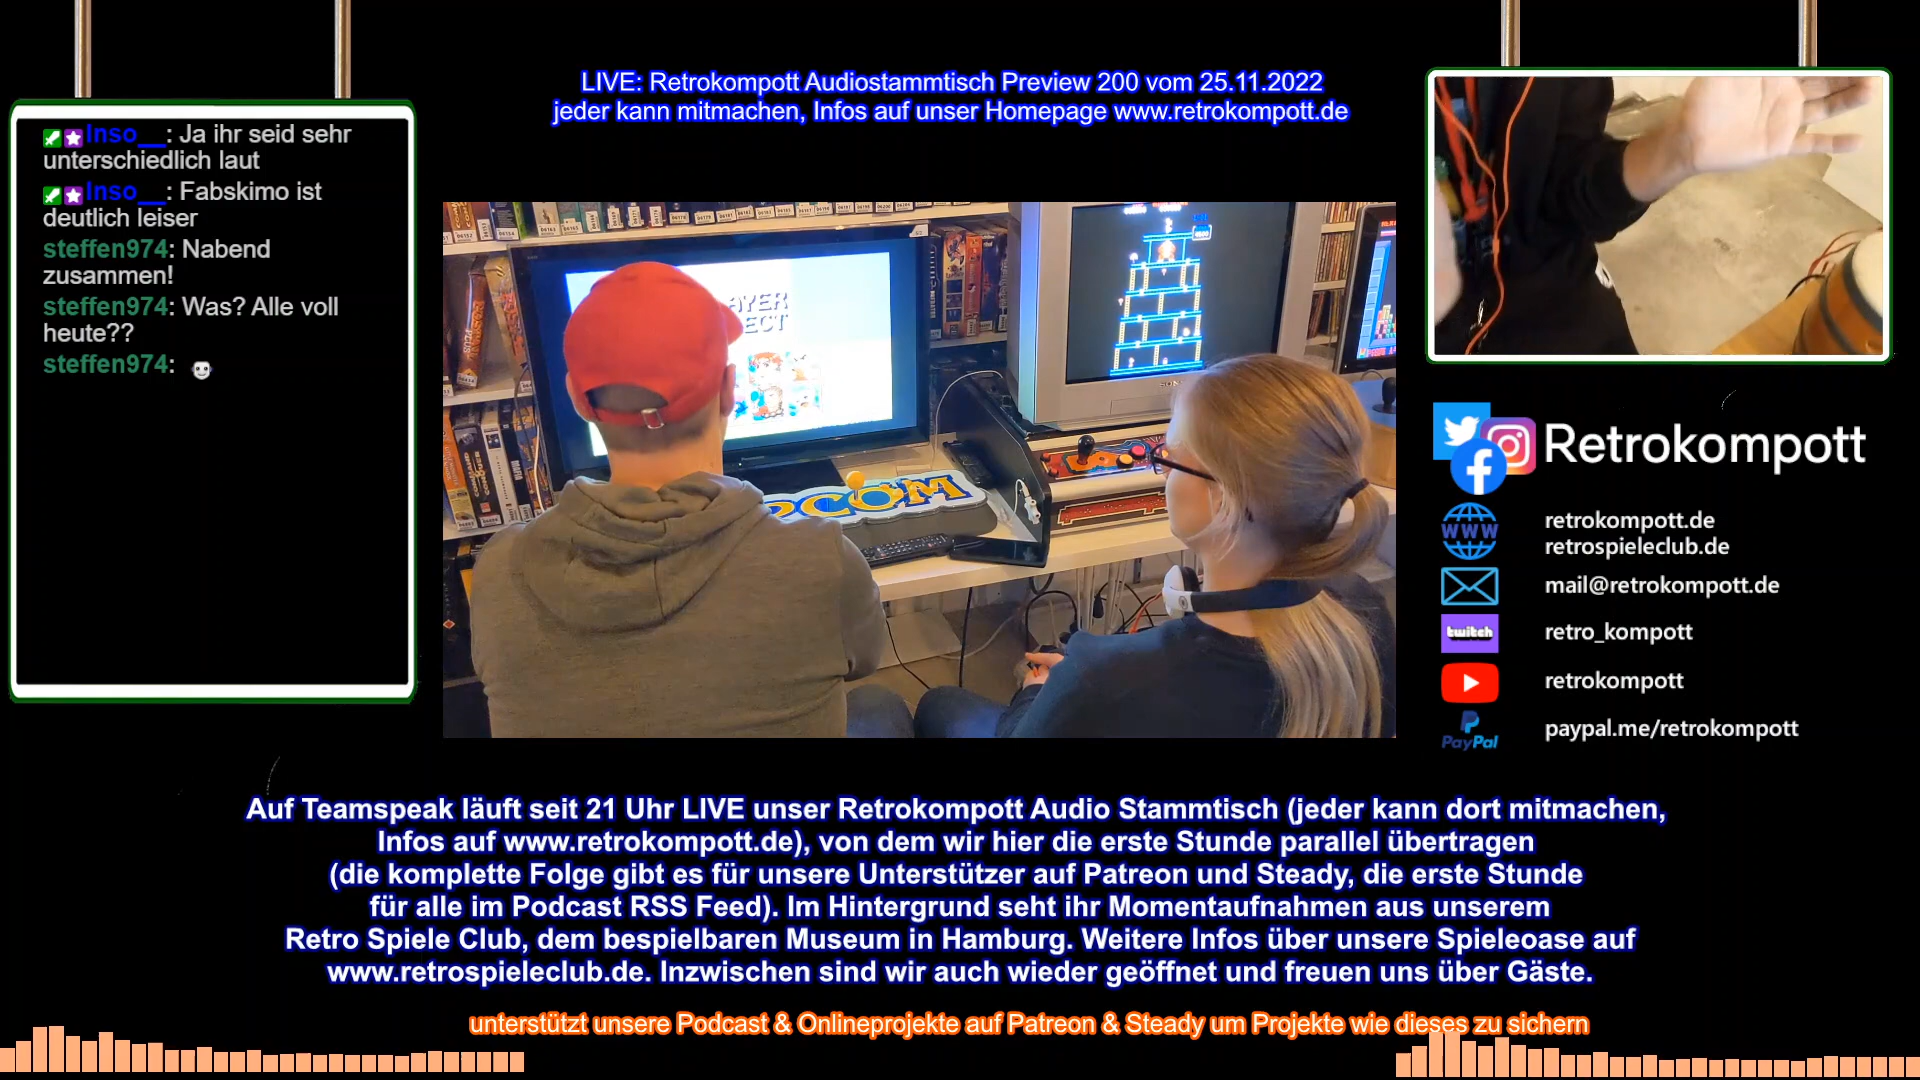 LIVE: Retrokompott Audiostammtisch Preview 200 vom 25.11.2022
jeder kann mitmachen, Infos auf unser Homepage www.retrokompott.de
Inso__: Ja ihr seid sehr
unterschiedlich laut
Inso__: Fabskimo ist
deutlich leiser
steffen974: Nabend
zusammen!
steffen974: Was? Alle voll
heute??
steffen974:
AYER
ECT
PCOM
SONY
Retrokompott
WWW
retrokompott.de
retrospieleclub.de
mail@retrokompott.de
twitch
retro_kompott
retrokompott
PayPal
paypal.me/retrokompott
Auf Teamspeak läuft seit 21 Uhr LIVE unser Retrokompott Audio Stammtisch (jeder kann dort mitmachen,
Infos auf www.retrokompott.de), von dem wir hier die erste Stunde parallel übertragen
(die komplette Folge gibt es für unsere Unterstützer auf Patreon und Steady, die erste Stunde
für alle im Podcast RSS Feed). Im Hintergrund seht ihr Momentaufnahmen aus unserem
Retro Spiele Club, dem bespielbaren Museum in Hamburg. Weitere Infos über unsere Spieleoase auf
www.retrospieleclub.de. Inzwischen sind wir auch wieder geöffnet und freuen uns über Gäste.
unterstützt unsere Podcast & Onlineprojekte auf Patreon & Steady um Projekte wie dieses zu sichern